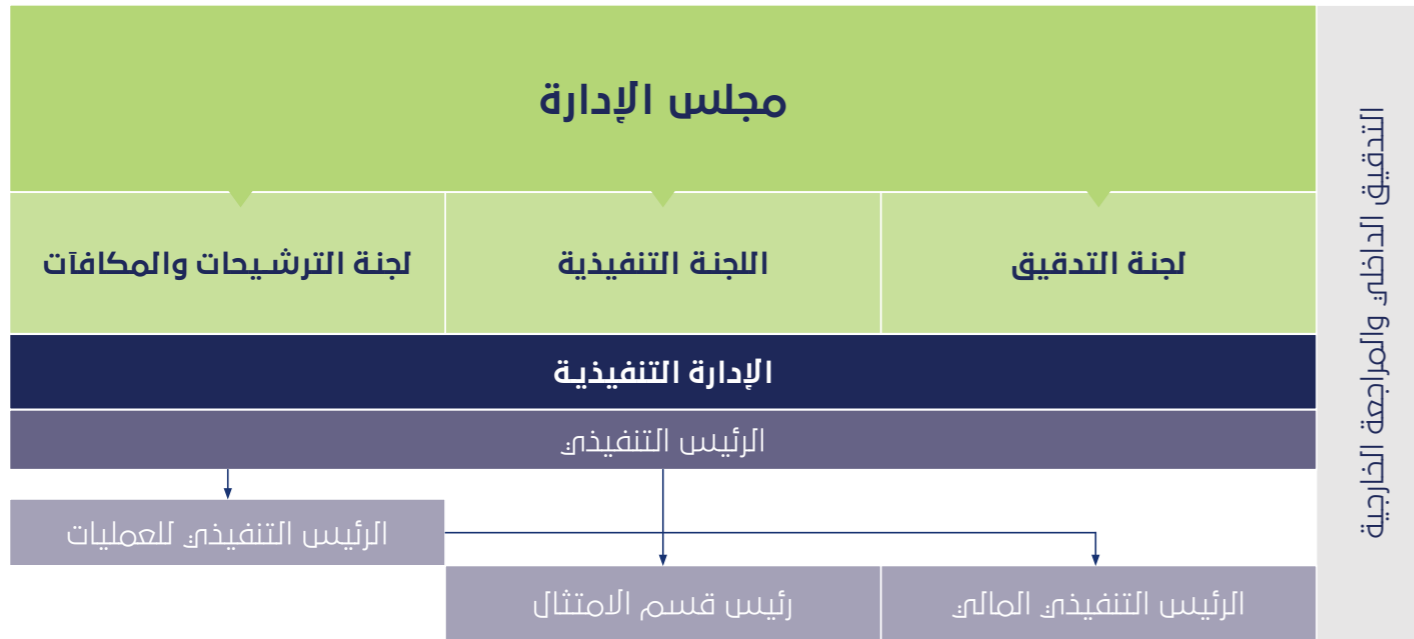 مجلس الإدارة
لجنة التدقيق
اللجنة التنفيذية
لجنة الترشيحات والمكافآت
الإدارة التنفيذية
الرئيس التنفيذي
الرئيس التنفيذي للعمليات
الرئيس التنفيذي المالي
رئيس قسم الامتثال
التدقيق الداخلي والمراجعة الخارجية